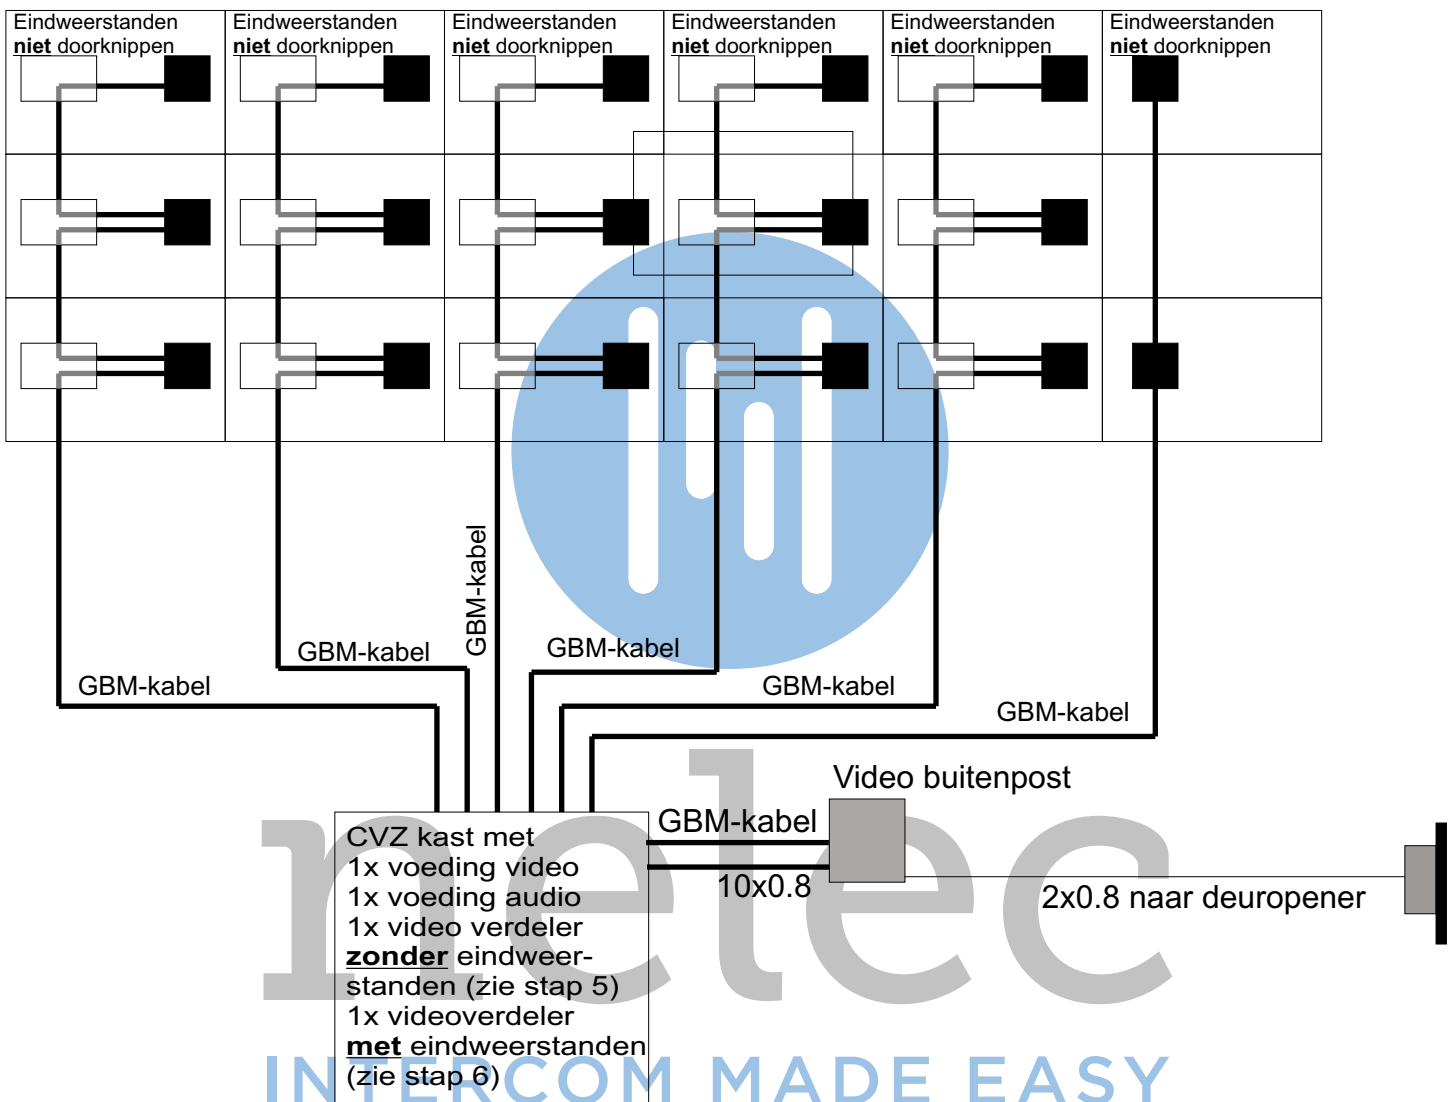 Eindweerstanden
niet doorknippen
Eindweerstanden
niet doorknippen
Eindweerstanden
niet doorknippen
Eindweerstanden
niet doorknippen
Eindweerstanden
niet doorknippen
Eindweerstanden
niet doorknippen
GBM-kabel
GBM-kabel
GBM-kabel
GBM-kabel
GBM-kabel
GBM-kabel
Video buitenpost
GBM-kabel
10x0.8
2x0.8 naar deuropener
CVZ kast met
1x voeding video
1x voeding audio
1x video verdeler
zonder eindweer-
standen (zie stap 5)
1x videoverdeler
met eindweerstanden
(zie stap 6)
nelec
INTERCOM MADE EASY